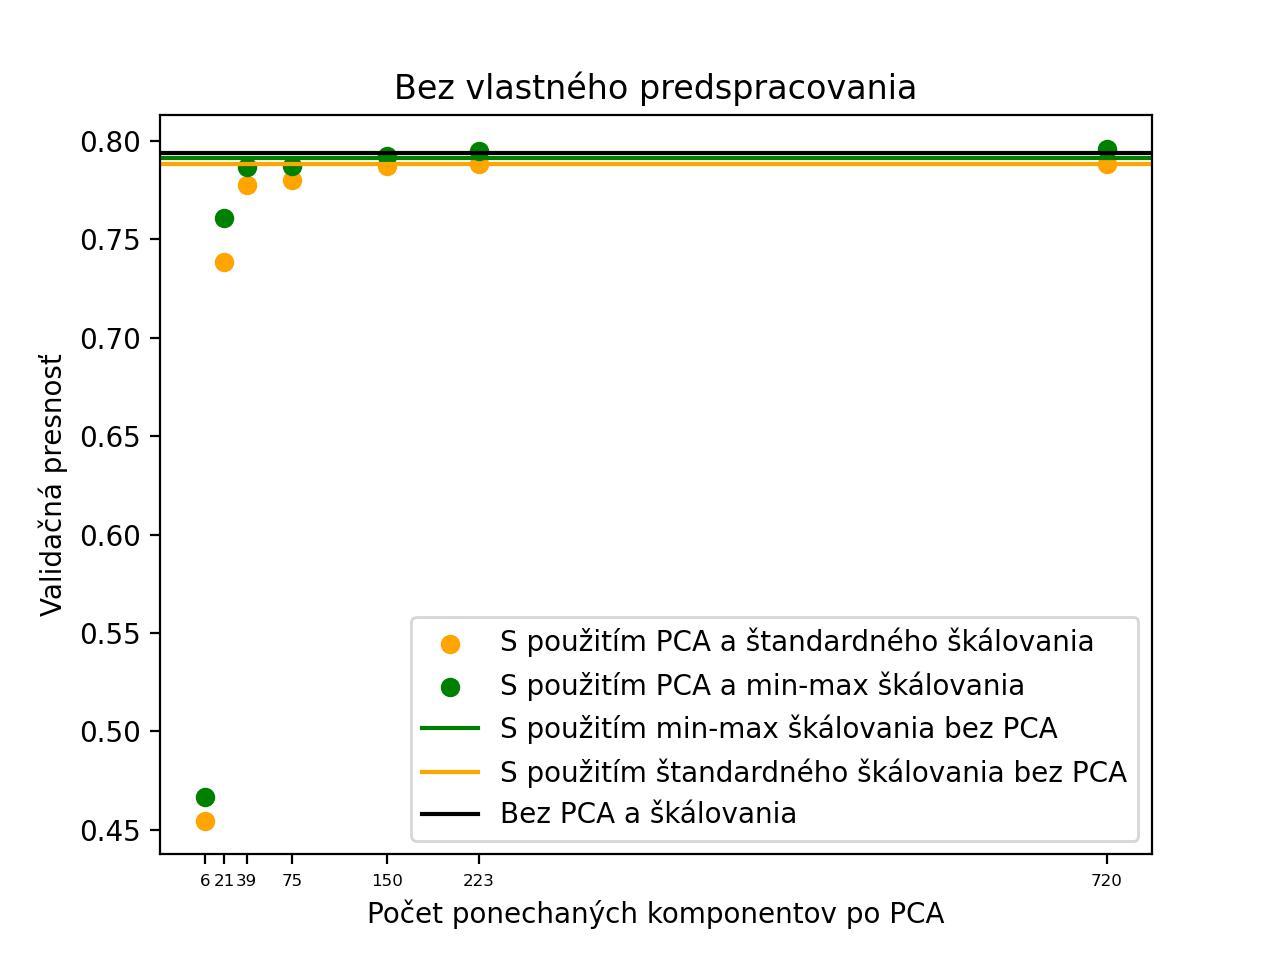 Bez vlastného predspracovania
0.80
0.75
0.70
0.65
0.60
0.55
0.50
0.45
Validačná presnosť
S použitím PCA a štandardného škálovania
S použitím PCA a min-max škálovania
S použitím min-max škálovania bez PCA
S použitím štandardného škálovania bez PCA
Bez PCA a škálovania
6 21 39 75 150 223 720
Počet ponechaných komponentov po PCA